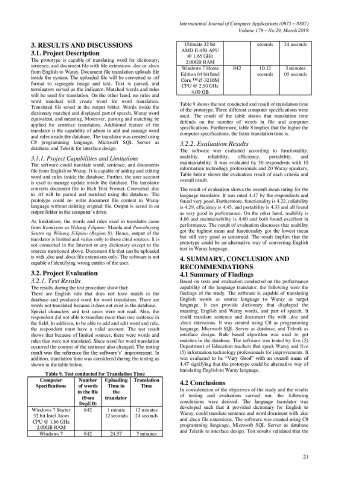 International Journal of Computer Applications (0975 – 8887)
Volume 179 – No.29, March 2018
3. RESULTS AND DISCUSSIONS
3.1. Project Description
The prototype is capable of translating word for dictionary,
sentence, and document file with file extensions .doc or .docx
from English to Waray. Document file translation uploads file
inside the system. The uploaded file will be converted to .rtf
format to separate image and text. Text is parsed, and
terminators served as the indicator. Matched words and rules
will be used for translation. On the other hand, no rules and
word matched will create word for word translation.
Translated file saved in the output folder. Words inside the
dictionary matched and displayed part of speech, Waray word
equivalent, and meaning. Moreover, parsing and matching be
applied for sentence translation. Additional feature of the
translator is the capability of admin to add and manage word
and rules inside the database. The translator was created using
C# programming language, Microsoft SQL Server as
database, and Telerik for interface design.
3.1.1. Project Capabilities and Limitations
The software could translate word, sentence, and documents
file from English to Waray. It is capable of adding and editing
word and rules inside the database. Further, the user account
is used to manage update inside the database. The translator
converts document file to Rich Text Format. Converted .doc
to .rtf will be parsed and matched using the database. The
prototype could re- write document file content to Waray
language without deleting original file. Output is saved in an
output folder in the computer's drive.
As limitations, the words and rules used in translator came
from Komisyon sa Wikang Filipino: Manila and Panrehiyong
Sentro ng Wikang Filipino (Region 8). Hence, output of the
translator is limited and varies only to those cited sources. It is
not connected in the Internet or any dictionary except to the
sources mentioned above. Document file that can be uploaded
is with .doc and .docx file extensions only. The software is not
capable of identifying wrong entries of the user.
3.2. Project Evaluation
3.2.1. Test Results
The results during the test procedure show that:
There are English rule that does not have match in the
database and produced word for word translation. There are
words not translated because it does not exist in the database.
Special characters and text cases were not read. Also, the
respondent did not able to translate more than one sentence in
the field. In addition, to be able to add and edit word and rule,
the respondent must have a valid account. The test result
shows that because of limited sources, there were words and
rules that were not translated. Since word for word translation
occurred the context of the sentence also changed. The testing
result was the reference for the software's' improvement. In
addition, translation time was considered during the testing as
shown in the table below.
Table 9. Test conducted for Translation Time
Computer Specifications | Number of words in the file (from DepED) | Uploading Time in the translator | Translation Time
Windows 7 Starter 32 bit Intel Atom CPU @ 1.66 GHz 2.00GB RAM | 842 | 1 minute 12 seconds | 12 minutes 24 seconds
Windows 7 | 842 | 24.57 | 7 minutes
Ultimate 32 bit AMD E-450 APU @ 1.65 GHz 2.00GB RAM | seconds | 24 seconds
Windows 7 Home Edition 64 bit Intel Core ™i5-3210M CPU @ 2.50 GHz 4.00 GB | 842 | 10.12 seconds | 3 minutes 05 seconds
Table 9 shows the test conducted and result of translation time
of the prototype. Three different computer specifications were
used. The result of the table shows that translation time
depends on the number of words in file and computer
specifications. Furthermore, table 6 implies that the higher the
computer specifications, the faster translation time is.
3.2.2. Evaluation Results
The software was evaluated according to functionality,
usability, reliability, efficiency, portability, and
maintainability. It was evaluated by 30 respondents with 10
information technology professionals and 20 Waray speakers.
Table below shows the evaluation result of each criteria and
overall result.
The result of evaluation shows the overall mean rating for the
language translator. It was rated 4.47 by the respondents and
found very good. Furthermore, functionality is 4.22, reliability
is 4.29, efficiency is 4.45, and portability is 4.33 and all found
as very good in performance. On the other hand, usability is
4.86 and maintainability is 4.60 and both found excellent in
performance. The result of evaluation discusses that usability
got the highest mean and functionality got the lowest mean
but still very good as construed. The result implies that the
prototype could be an alternative way of converting English
text to Waray language.
4. SUMMARY, CONCLUSION AND
RECOMMENDATIONS
4.1 Summary of Findings
Based on tests and evaluation conducted on the performance
capability of the language translator, the following were the
findings of the study. The software is capable of translating
English words as source language to Waray as target
language. It can provide dictionary that displayed the
meaning, English and Waray words, and part of speech. It
could translate sentence and document file with .doc and
.docx extensions. It was created using C# as programming
language, Microsoft SQL Server as database, and Telerik as
interface design. Rule based algorithm was used to get
matches in the database. The software was tested by five (5)
Department of Education teachers that speak Waray and five
(5) information technology professionals for improvements. It
was evaluated to be "Very Good" with an overall mean of
4.47 signifying that the prototype could be alternative way of
translating English to Waray language.
4.2 Conclusions
In consideration of the objectives of the study and the results
of testing and evaluation carried out, the following
conclusions were derived. The language translator was
developed such that it provided dictionary for English to
Waray, could translate sentence and word document with .doc
and .docx file extensions. The software was created using C#
programming language, Microsoft SQL Server as database
and Telerik as interface design. Test results validated that the
21